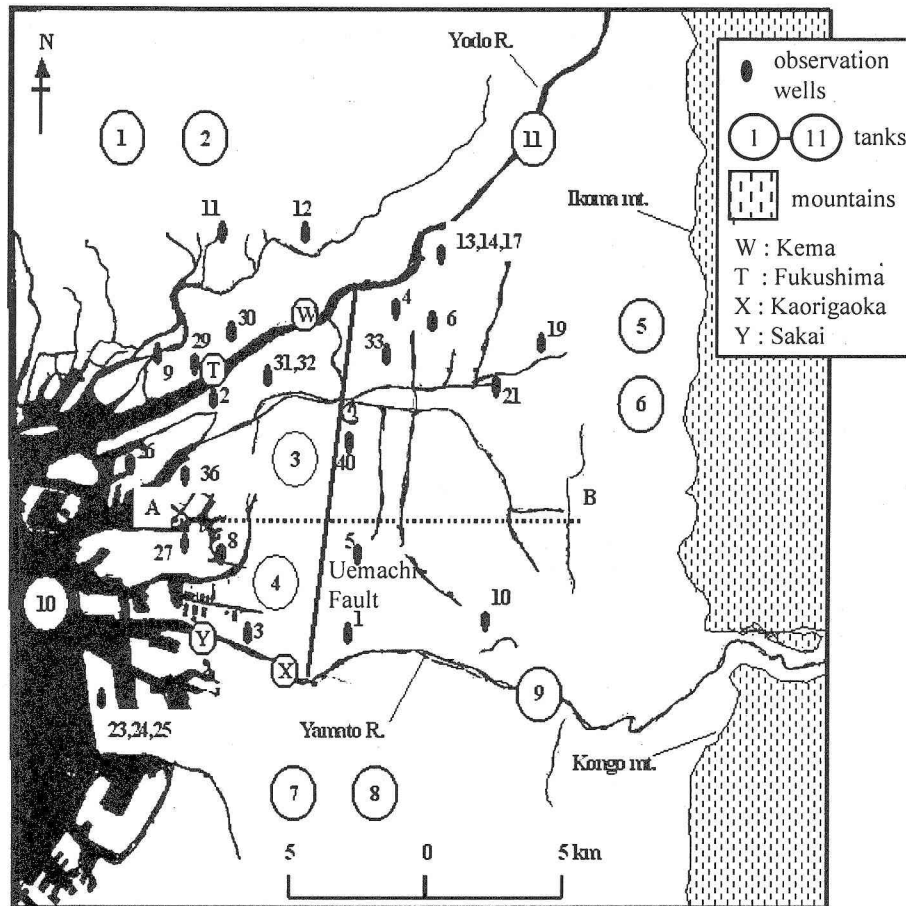 N
Yodo R.
observation
wells
1 11 tanks
mountains
W : Kema
T : Fukushima
X : Kaorigaoka
Y : Sakai
1
2
11
Ikoma mt.
11
12
13,14,17
4
6
30
W
5
19
29
33
9
T
31,32
2
21
6
3
26
40
36
A
B
27
8
5
Uemachi
Fault
4
10
10
1
3
Y
X
9
23,24,25
Yamato R.
Kongo mt.
7
8
5 0 5 km